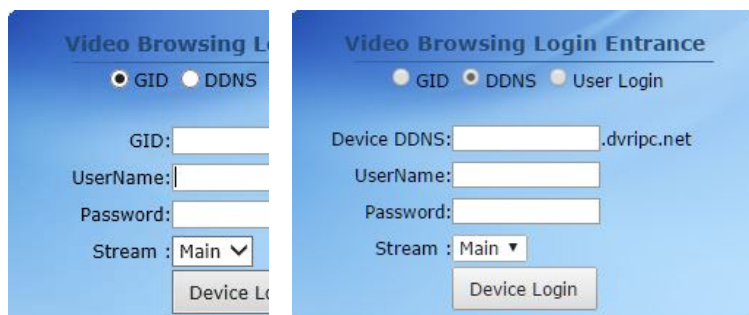 Video Browsing L
GID DDNS
GID:
UserName:
Password:
Stream : Main
Device Lo
Video Browsing Login Entrance
GID DDNS User Login
Device DDNS: .dvripc.net
UserName:
Password:
Stream : Main
Device Login